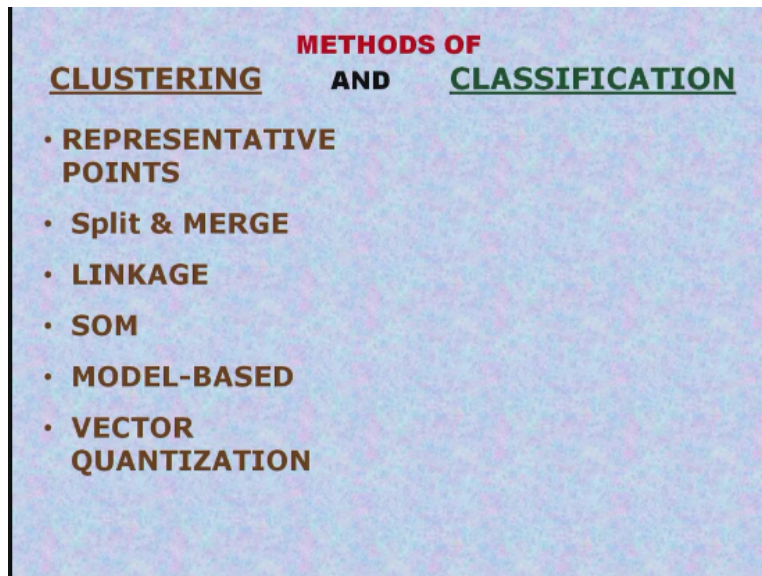 METHODS OF
CLUSTERING AND CLASSIFICATION
• REPRESENTATIVE
POINTS
• Split & MERGE
• LINKAGE
• SOM
• MODEL-BASED
• VECTOR
QUANTIZATION